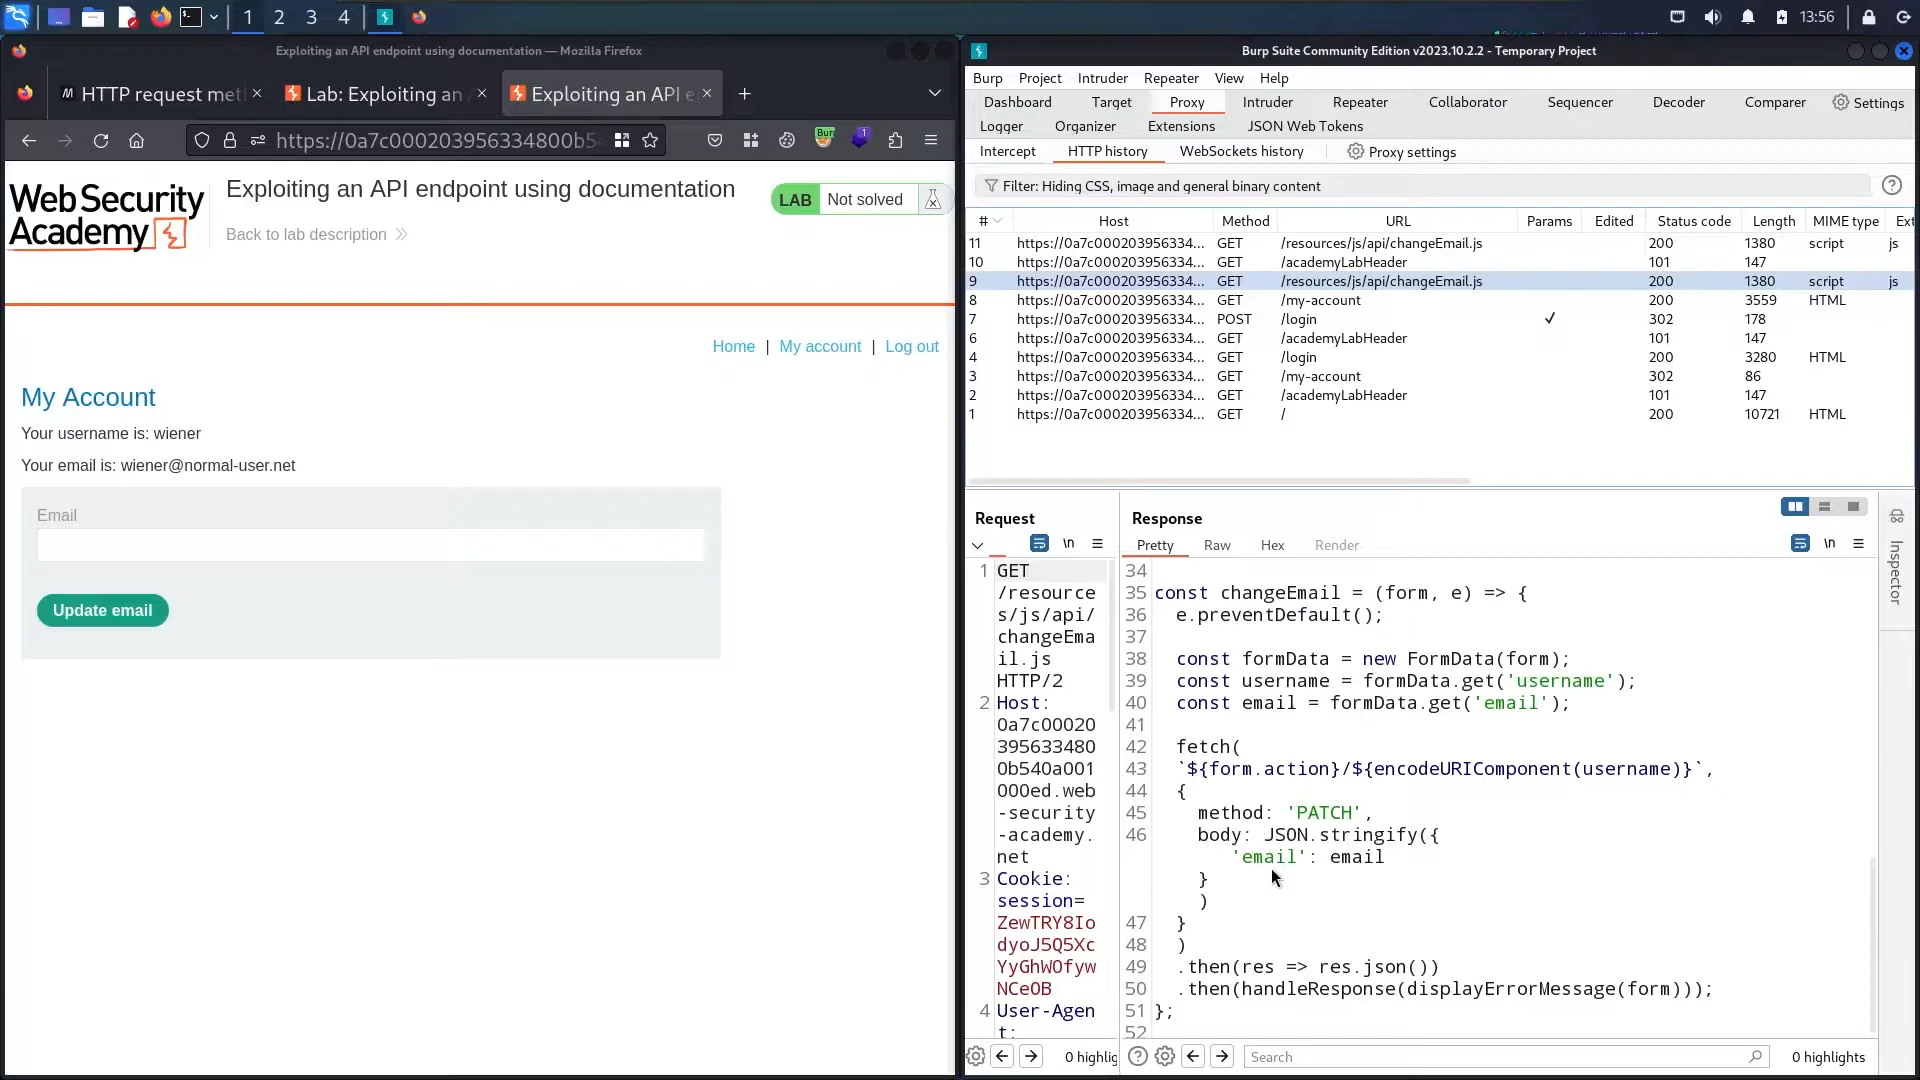 1 2 3 4
13:56
Exploiting an API endpoint using documentation — Mozilla Firefox
HTTP request met
Lab: Exploiting an
Exploiting an API e
https://0a7c000203956334800b54
WebSecurity
Academy
Exploiting an API endpoint using documentation
Back to lab description
LAB Not solved
Home | My account | Log out
My Account
Your username is: wiener
Your email is: wiener@normal-user.net
Email
Update email
Burp Suite Community Edition v2023.10.2.2 - Temporary Project
Burp Project Intruder Repeater View Help
Dashboard Target Proxy Intruder Repeater Collaborator Sequencer Decoder Comparer Settings
Logger Organizer Extensions JSON Web Tokens
Intercept HTTP history WebSockets history Proxy settings
Filter: Hiding CSS, image and general binary content
# Host Method URL Params Edited Status code Length MIME type Ext
11 https://0a7c000203956334... GET /resources/js/api/changeEmail.js 200 1380 script js
10 https://0a7c000203956334... GET /academyLabHeader 101 147
9 https://0a7c000203956334... GET /resources/js/api/changeEmail.js 200 1380 script js
8 https://0a7c000203956334... GET /my-account 200 3559 HTML
7 https://0a7c000203956334... POST /login ✓ 302 178
6 https://0a7c000203956334... GET /academyLabHeader 101 147
4 https://0a7c000203956334... GET /login 200 3280 HTML
3 https://0a7c000203956334... GET /my-account 302 86
2 https://0a7c000203956334... GET /academyLabHeader 101 147
1 https://0a7c000203956334... GET / 200 10721 HTML
Request
\n
1 GET
/resource
s/js/api/
changeEma
il.js
HTTP/2
2 Host:
0a7c00020
395633480
0b540a001
000ed.web
-security
-academy.
net
3 Cookie:
session=
ZewTRY8Io
dyoJ5Q5Xc
YyGhWOfyw
NCeOB
4 User-Agen
t:
0 highlig
Response
Pretty Raw Hex Render
\n
34
35 const changeEmail = (form, e) => {
36 e.preventDefault();
37
38 const formData = new FormData(form);
39 const username = formData.get('username');
40 const email = formData.get('email');
41
42 fetch(
43 `${form.action}/${encodeURIComponent(username)}`,
44 {
45 method: 'PATCH',
46 body: JSON.stringify({
'email': email
}
)
47 }
48 )
49 .then(res => res.json())
50 .then(handleResponse(displayErrorMessage(form)));
51 };
52
Search
0 highlights
Inspector